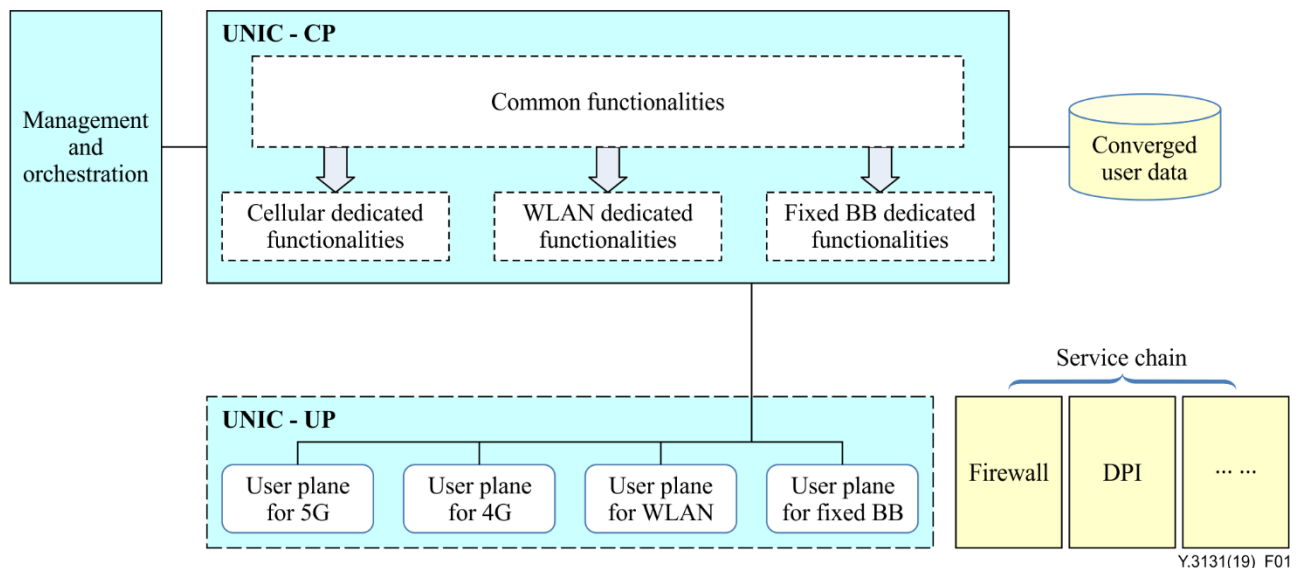 UNIC - CP
Common functionalities
Management
and
orchestration
Converged
user data
Cellular dedicated
functionalities
WLAN dedicated
functionalities
Fixed BB dedicated
functionalities
Service chain
UNIC - UP
User plane
for 5G
User plane
for 4G
User plane
for WLAN
User plane
for fixed BB
Firewall
DPI
... ...
Y.3131(19)_F01